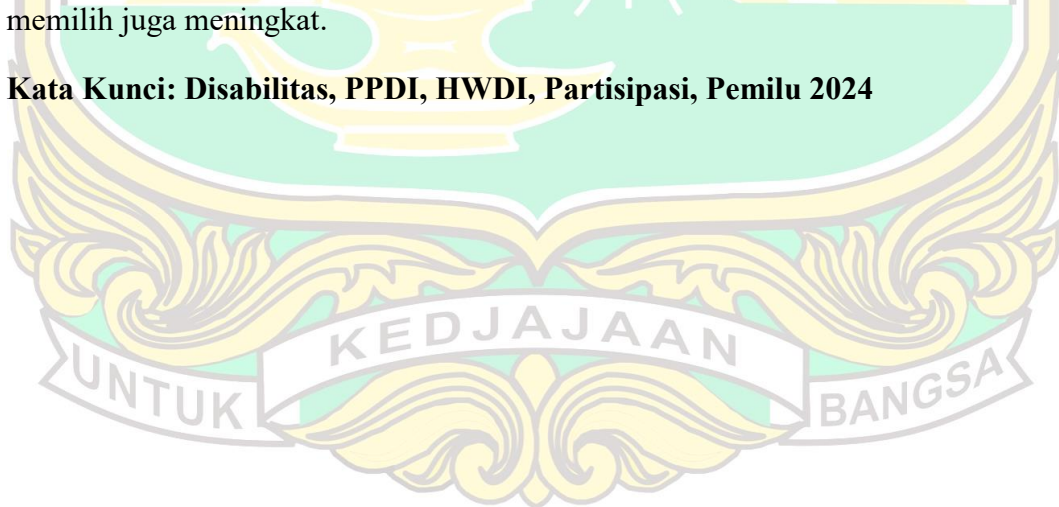 memilih juga meningkat.
Kata Kunci: Disabilitas, PPDI, HWDI, Partisipasi, Pemilu 2024
UNTUK KEDJAJAAN BANGSA